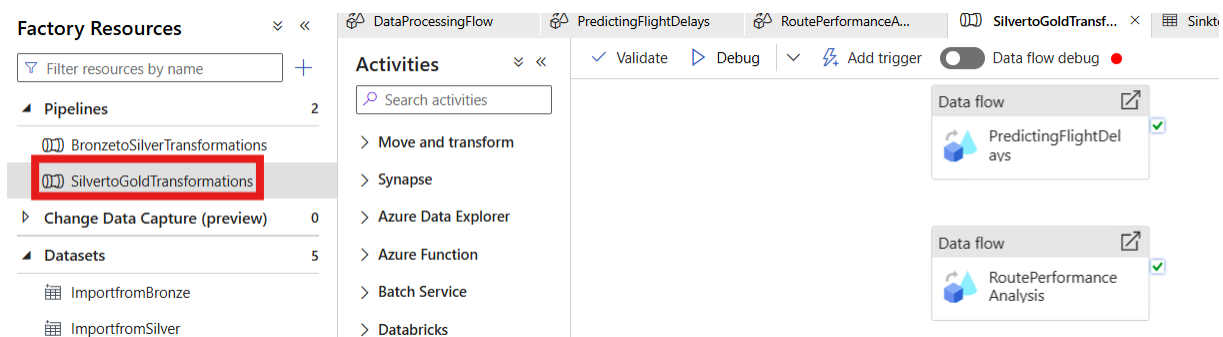 Factory Resources
Filter resources by name
Pipelines 2
BronzetoSilverTransformations
SilvertoGoldTransformations
Change Data Capture (preview) 0
Datasets 5
ImportfromBronze
ImportfromSilver
DataProcessingFlow
PredictingFlightDelays
RoutePerformanceA...
SilvertoGoldTransf...
Sinkt
Activities
Search activities
Move and transform
Synapse
Azure Data Explorer
Azure Function
Batch Service
Databricks
Validate
Debug
Add trigger
Data flow debug
Data flow
PredictingFlightDel
ays
Data flow
RoutePerformance
Analysis